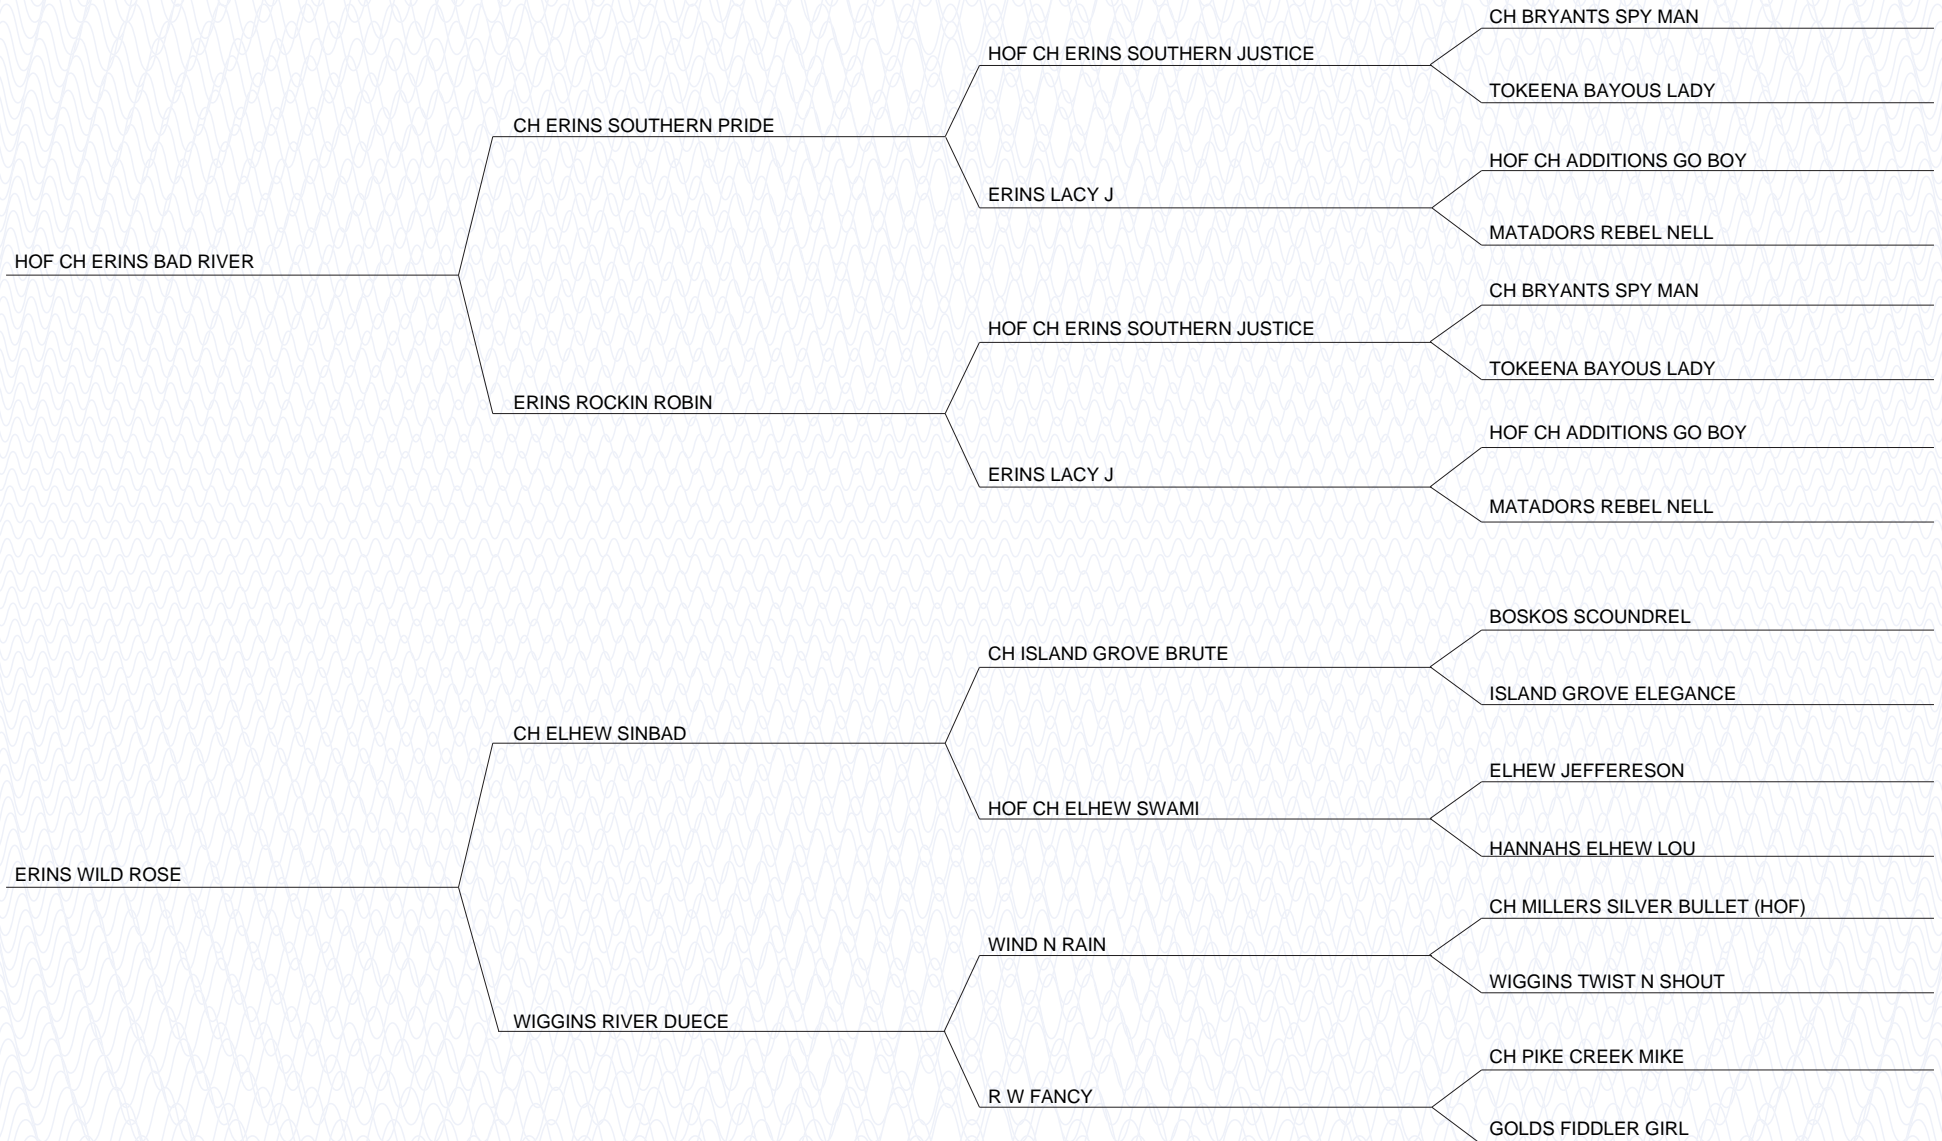 CH BRYANTS SPY MAN
HOF CH ERINS SOUTHERN JUSTICE
TOKEENA BAYOUS LADY
CH ERINS SOUTHERN PRIDE
HOF CH ADDITIONS GO BOY
ERINS LACY J
MATADORS REBEL NELL
HOF CH ERINS BAD RIVER
CH BRYANTS SPY MAN
HOF CH ERINS SOUTHERN JUSTICE
TOKEENA BAYOUS LADY
ERINS ROCKIN ROBIN
HOF CH ADDITIONS GO BOY
ERINS LACY J
MATADORS REBEL NELL
BOSKOS SCOUNDREL
CH ISLAND GROVE BRUTE
ISLAND GROVE ELEGANCE
CH ELHEW SINBAD
ELHEW JEFFERESON
HOF CH ELHEW SWAMI
HANNAHS ELHEW LOU
ERINS WILD ROSE
CH MILLERS SILVER BULLET (HOF)
WIND N RAIN
WIGGINS TWIST N SHOUT
WIGGINS RIVER DUECE
CH PIKE CREEK MIKE
R W FANCY
GOLDS FIDDLER GIRL